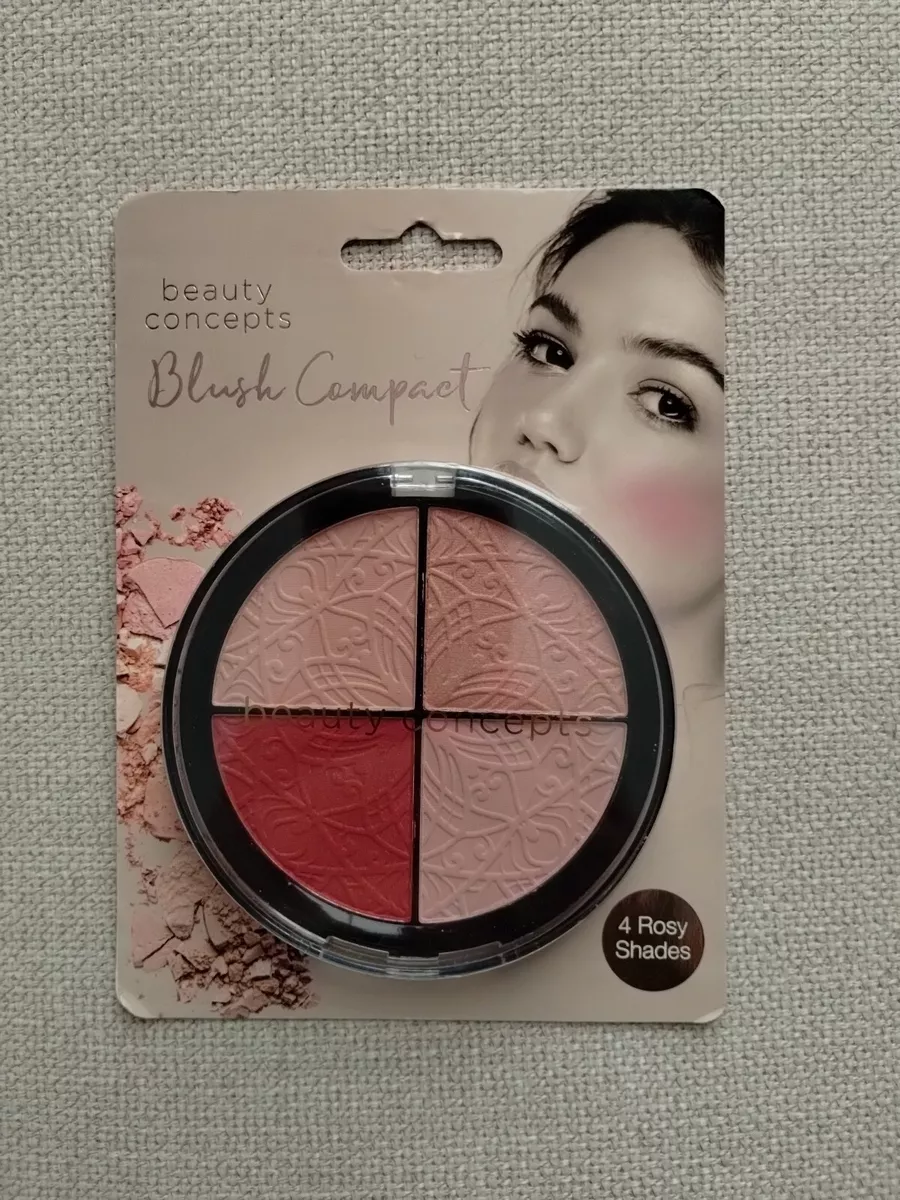 beauty
concepts
Blush Compact
beauty concepts
4 Rosy
Shades